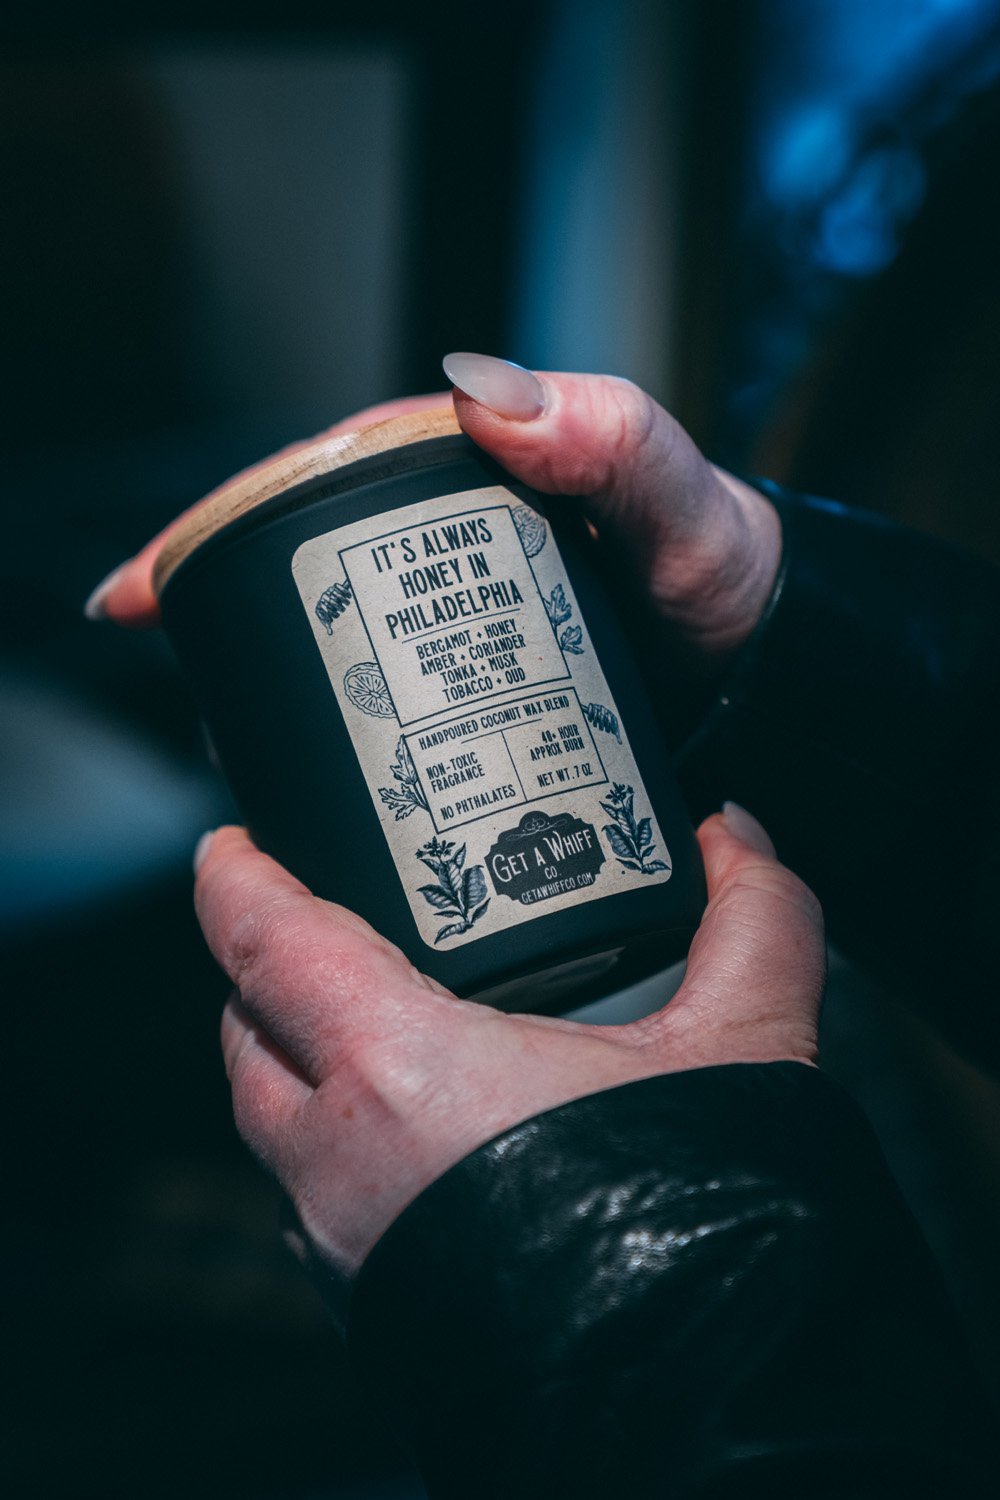 IT'S ALWAYS
HONEY IN
PHILADELPHIA
BERGAMOT + HONEY
AMBER + CORIANDER
TONKA + MUSK
TOBACCO + OUD
HANDPOURED COCONUT WAX BLEND
NON-TOXIC
FRAGRANCE
NO PHTHALATES
40+ HOUR
APPROX BURN
NET WT. 7 OZ
GET A WHIFF
CO
GETAWHIFFCO.COM